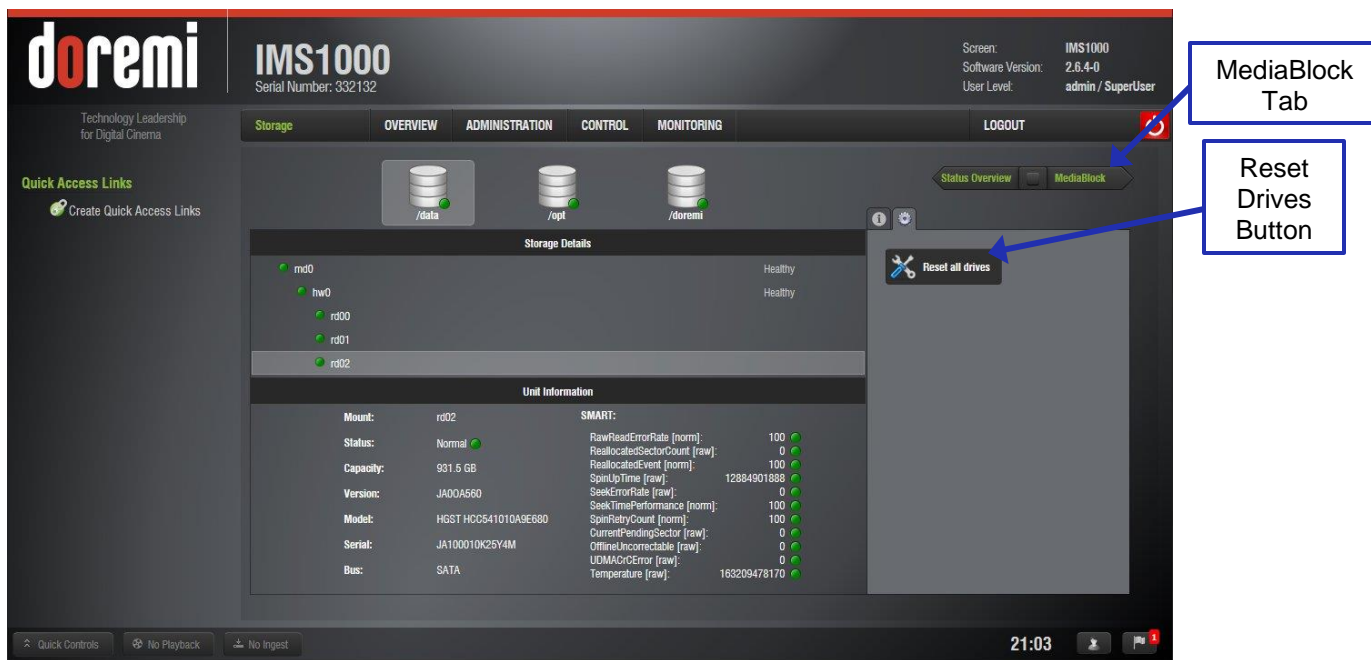 doremi
Technology Leadership
for Digital Cinema
IMS1000
Serial Number: 332132
Screen: IMS1000
Software Version: 2.6.4-0
User Level: admin / SuperUser
MediaBlock
Tab
Storage OVERVIEW ADMINISTRATION CONTROL MONITORING LOGOUT
Reset
Drives
Button
Quick Access Links
Create Quick Access Links
/data /opt /doremi
Status Overview MediaBlock
Storage Details
md0 Healthy
hw0 Healthy
rd00
rd01
rd02
Reset all drives
Unit Information
Mount: rd02
Status: Normal
Capacity: 931.5 GB
Version: JA0OA560
Model: HGST HCC541010A9E680
Serial: JA100010K25Y4M
Bus: SATA
SMART:
RawReadErrorRate [norm]: 100
ReallocatedSectorCount [raw]: 0
ReallocatedEvent [norm]: 100
SpinUpTime [raw]: 12884901888
SeekErrorRate [raw]: 0
SeekTimePerformance [norm]: 100
SpinRetryCount [norm]: 100
CurrentPendingSector [raw]: 0
OfflineUncorrectable [raw]: 0
UDMACrCError [raw]: 0
Temperature [raw]: 163209478170
Quick Controls No Playback No Ingest 21:03 1